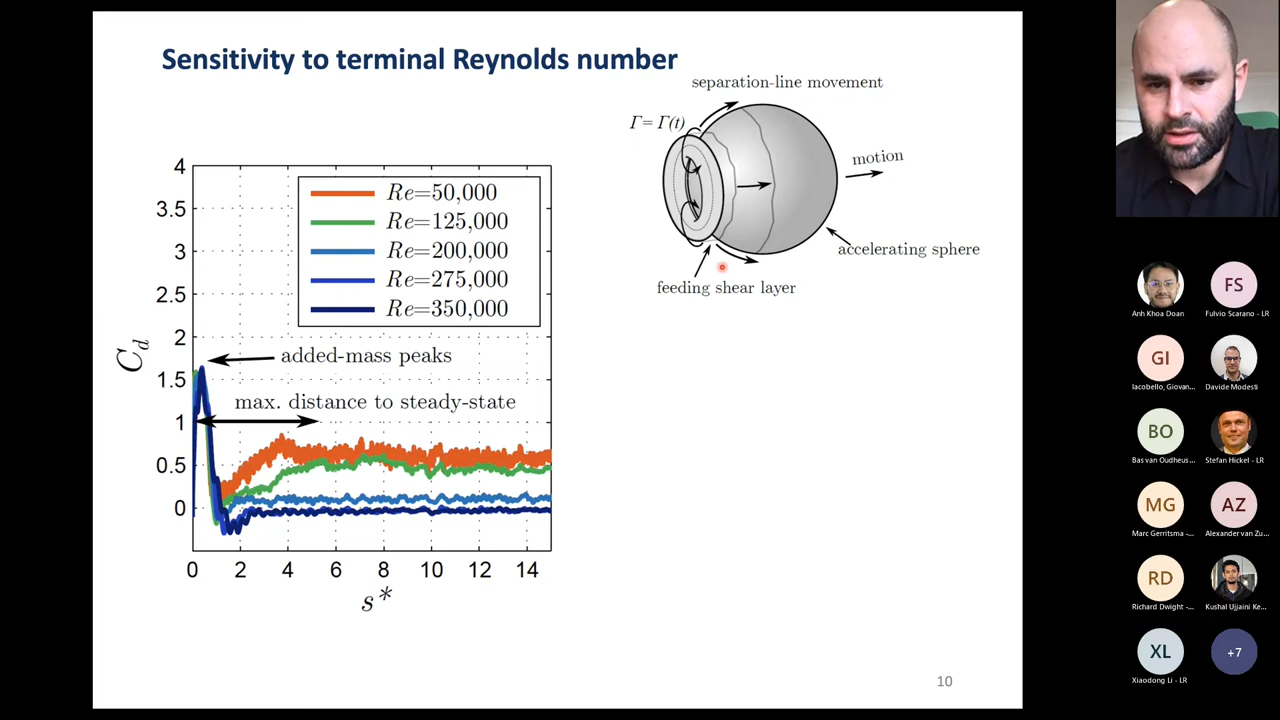 Sensitivity to terminal Reynolds number
separation-line movement
Γ = Γ(t)
motion
accelerating sphere
feeding shear layer
4
3.5
3
2.5
2
1.5
1
0.5
0
C_d
Re=50,000
Re=125,000
Re=200,000
Re=275,000
Re=350,000
added-mass peaks
max. distance to steady-state
0 2 4 6 8 10 12 14
s*
10
FS
Anh Khoa Doan
Fulvio Scarano - LR
GI
Iacobello, Giovan...
Davide Modesti
BO
Bas van Oudheus...
Stefan Hickel - LR
MG
AZ
Marc Gerritsma -...
Alexander van Zu...
RD
Richard Dwight -...
Kushal Ujjaini Ke...
XL
+7
Xiaodong Li - LR